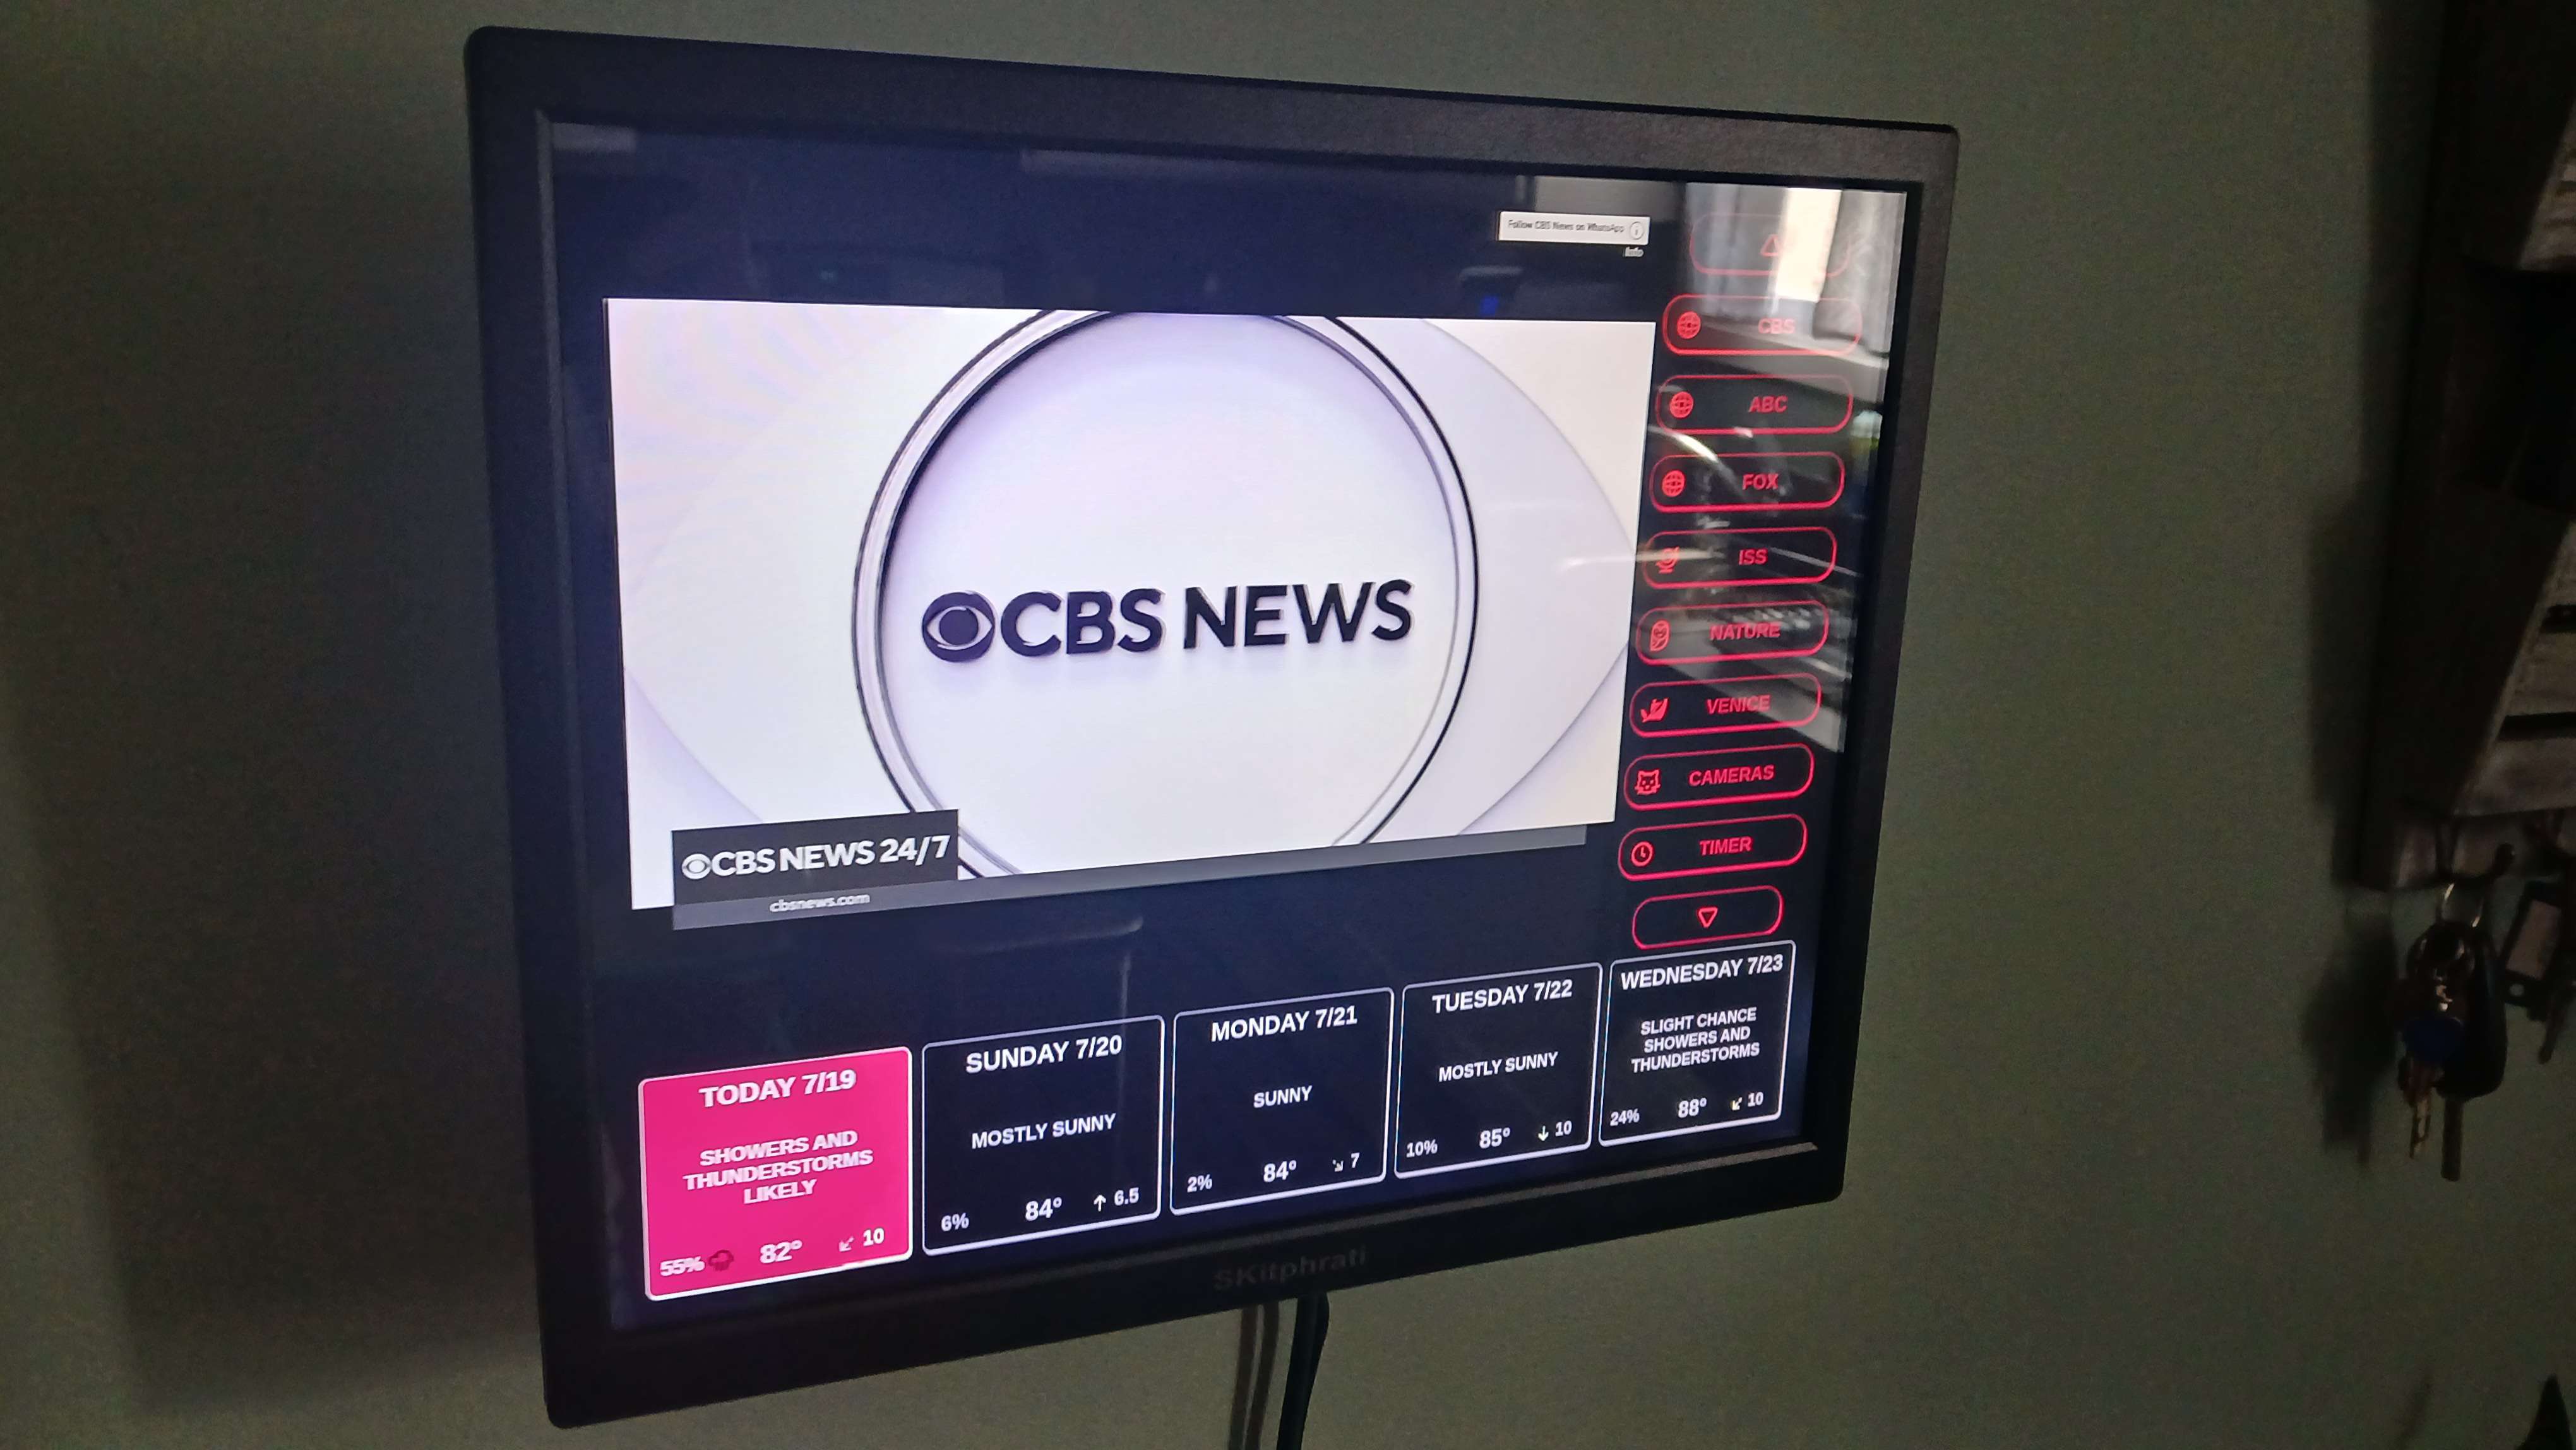 Follow CBS News on WhatsApp
Info
CBS
ABC
FOX
ISS
NATURE
VENICE
CAMERAS
TIMER
CBS NEWS
CBS NEWS 24/7
cbsnews.com
TODAY 7/19
SHOWERS AND
THUNDERSTORMS
LIKELY
55% 82° 10
SUNDAY 7/20
MOSTLY SUNNY
6% 84° ↑ 6.5
MONDAY 7/21
SUNNY
2% 84° 7
TUESDAY 7/22
MOSTLY SUNNY
10% 85° ↓ 10
WEDNESDAY 7/23
SLIGHT CHANCE
SHOWERS AND
THUNDERSTORMS
24% 88° 10
SKitphrati